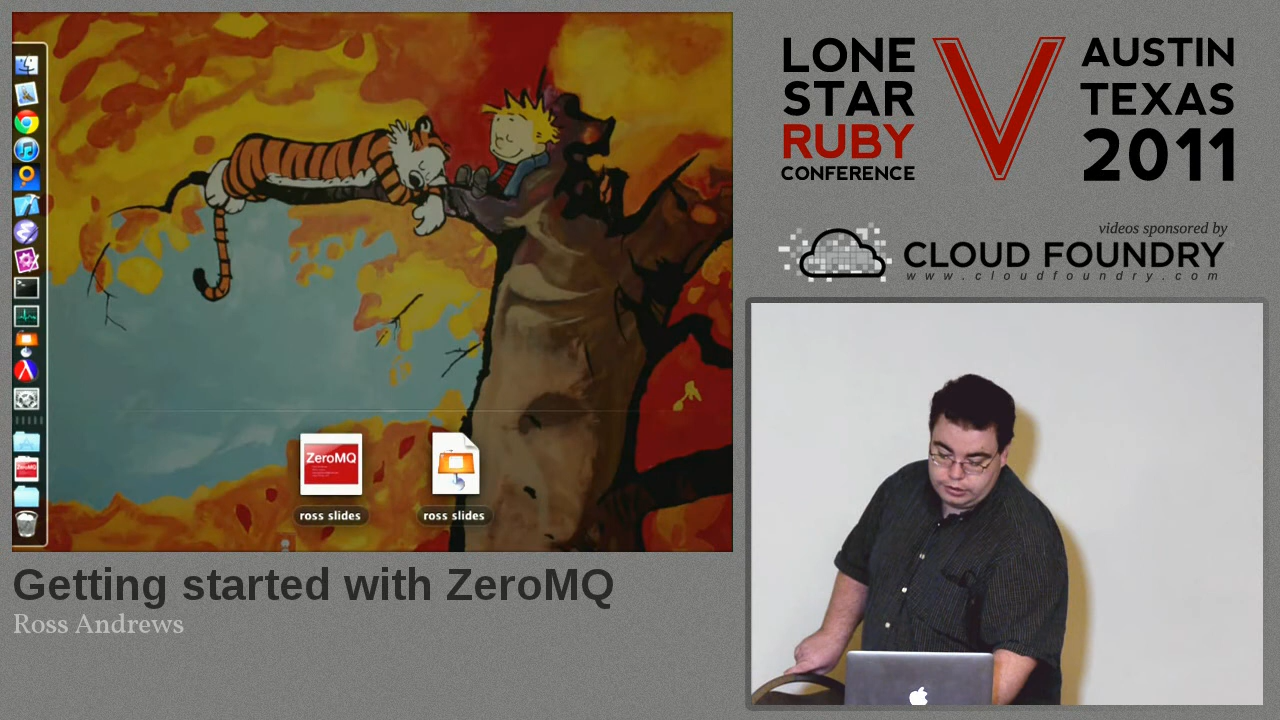 LONE
STAR
RUBY
CONFERENCE
V
AUSTIN
TEXAS
2011
videos sponsored by
CLOUD FOUNDRY
www.cloudfoundry.com
ZeroMQ
ross slides
ross slides
Getting started with ZeroMQ
Ross Andrews